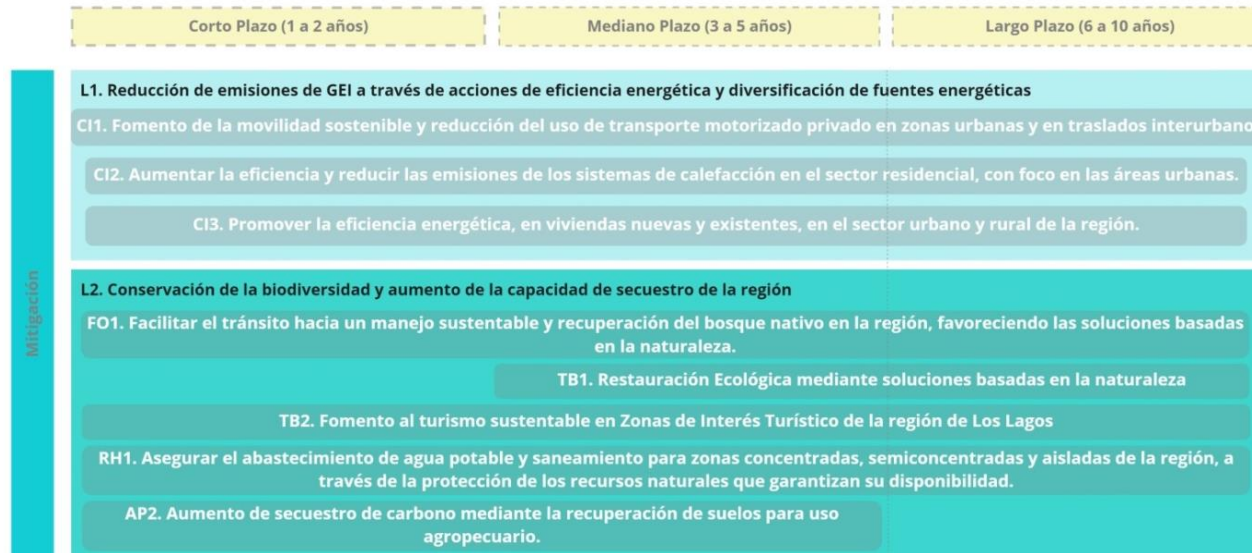 Corto Plazo (1 a 2 años)
Mediano Plazo (3 a 5 años)
Largo Plazo (6 a 10 años)
Mitigación
L1. Reducción de emisiones de GEI a través de acciones de eficiencia energética y diversificación de fuentes energéticas
CI1. Fomento de la movilidad sostenible y reducción del uso de transporte motorizado privado en zonas urbanas y en traslados interurbano
CI2. Aumentar la eficiencia y reducir las emisiones de los sistemas de calefacción en el sector residencial, con foco en las áreas urbanas.
CI3. Promover la eficiencia energética, en viviendas nuevas y existentes, en el sector urbano y rural de la región.
L2. Conservación de la biodiversidad y aumento de la capacidad de secuestro de la región
FO1. Facilitar el tránsito hacia un manejo sustentable y recuperación del bosque nativo en la región, favoreciendo las soluciones basadas
en la naturaleza.
TB1. Restauración Ecológica mediante soluciones basadas en la naturaleza
TB2. Fomento al turismo sustentable en Zonas de Interés Turístico de la región de Los Lagos
RH1. Asegurar el abastecimiento de agua potable y saneamiento para zonas concentradas, semiconcentradas y aisladas de la región, a
través de la protección de los recursos naturales que garantizan su disponibilidad.
AP2. Aumento de secuestro de carbono mediante la recuperación de suelos para uso
agropecuario.